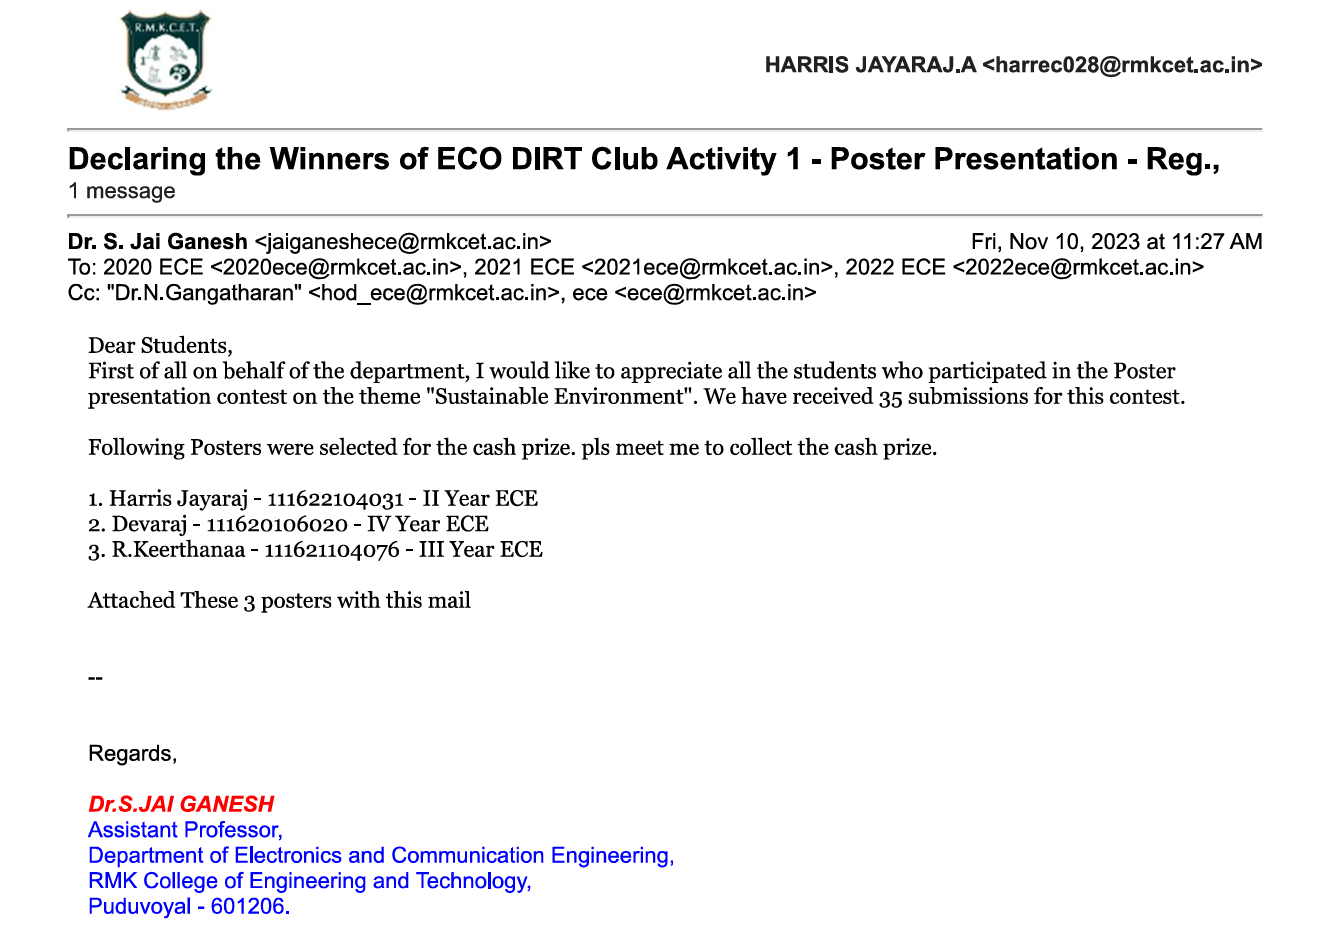 R.M.K.C.E.T.
HARRIS JAYARAJ.A <harrec028@rmkcet.ac.in>
Declaring the Winners of ECO DIRT Club Activity 1 - Poster Presentation - Reg.,
1 message
Dr. S. Jai Ganesh <jaiganeshece@rmkcet.ac.in> Fri, Nov 10, 2023 at 11:27 AM
To: 2020 ECE <2020ece@rmkcet.ac.in>, 2021 ECE <2021ece@rmkcet.ac.in>, 2022 ECE <2022ece@rmkcet.ac.in>
Cc: "Dr.N.Gangatharan" <hod_ece@rmkcet.ac.in>, ece <ece@rmkcet.ac.in>
Dear Students,
First of all on behalf of the department, I would like to appreciate all the students who participated in the Poster
presentation contest on the theme "Sustainable Environment". We have received 35 submissions for this contest.
Following Posters were selected for the cash prize. pls meet me to collect the cash prize.
1. Harris Jayaraj - 111622104031 - II Year ECE
2. Devaraj - 111620106020 - IV Year ECE
3. R.Keerthanaa - 111621104076 - III Year ECE
Attached These 3 posters with this mail
--
Regards,
Dr.S.JAI GANESH
Assistant Professor,
Department of Electronics and Communication Engineering,
RMK College of Engineering and Technology,
Puduvoyal - 601206.